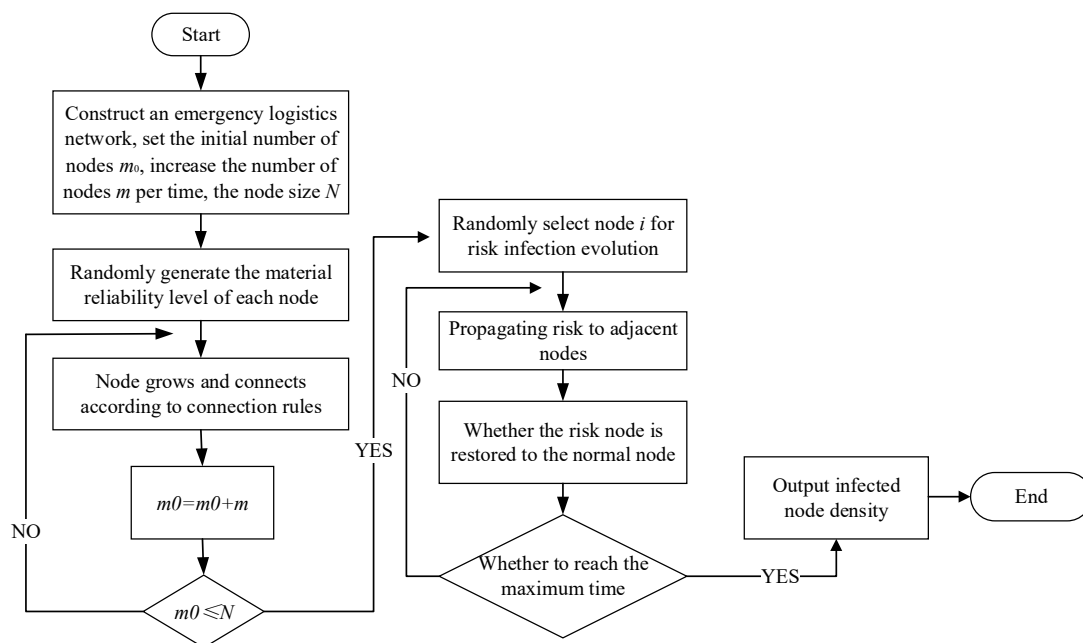 Start
Construct an emergency logistics
network, set the initial number of
nodes m₀, increase the number of
nodes m per time, the node size N
Randomly generate the material
reliability level of each node
Node grows and connects
according to connection rules
m0=m0+m
NO
m0⩽N
YES
Randomly select node i for
risk infection evolution
Propagating risk to adjacent
nodes
NO
Whether the risk node is
restored to the normal node
Whether to reach the
maximum time
YES
Output infected
node density
End